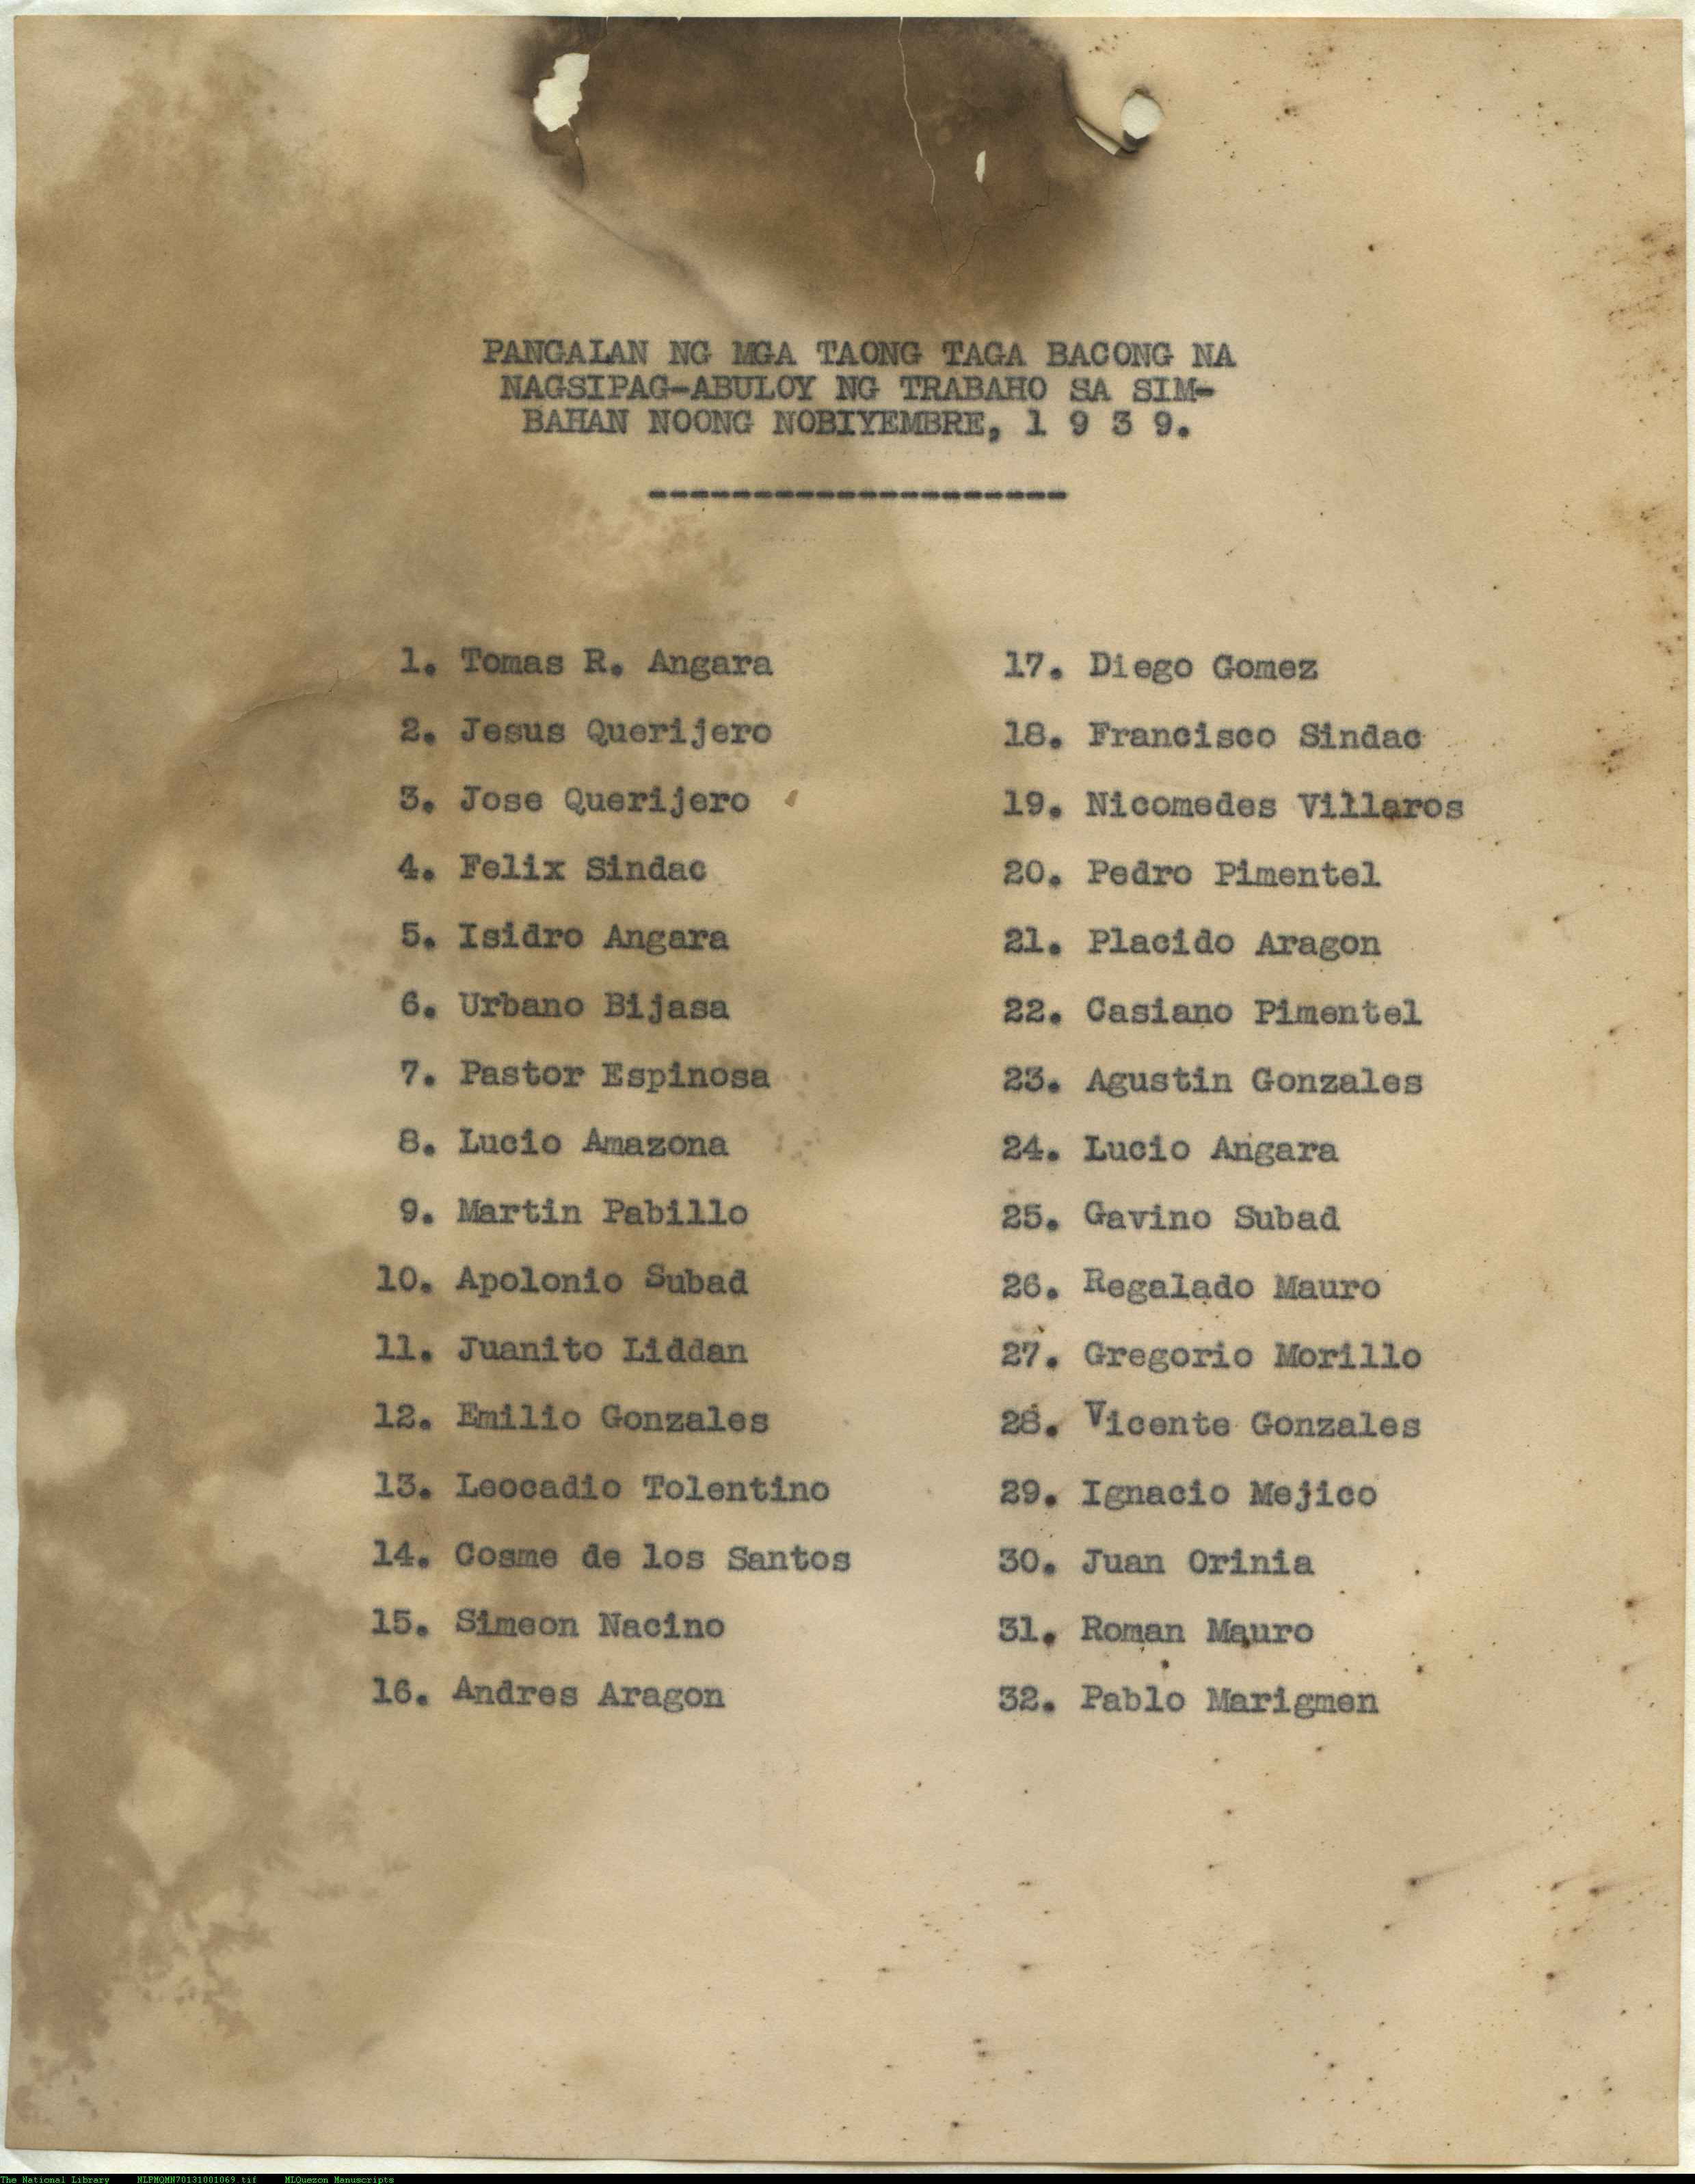 PANGALAN NG MGA TAONG TAGA BACONG NA
NAGSIPAG-ABULOY NG TRABAHO SA SIM-
BAHAN NOONG NOBIYEMBRE, 1 9 3 9.
--------------------
1. Tomas R. Angara
2. Jesus Querijero
3. Jose Querijero
4. Felix Sindac
5. Isidro Angara
6. Urbano Bijasa
7. Pastor Espinosa
8. Lucio Amazona
9. Martin Pabillo
10. Apolonio Subad
11. Juanito Liddan
12. Emilio Gonzales
13. Leocadio Tolentino
14. Cosme de los Santos
15. Simeon Nacino
16. Andres Aragon
17. Diego Gomez
18. Francisco Sindac
19. Nicomedes Villaros
20. Pedro Pimentel
21. Placido Aragon
22. Casiano Pimentel
23. Agustin Gonzales
24. Lucio Angara
25. Gavino Subad
26. Regalado Mauro
27. Gregorio Morillo
28. Vicente Gonzales
29. Ignacio Mejico
30. Juan Orinia
31. Roman Mauro
32. Pablo Marigmen
The National Library NLPMQMN70131001069.tif MLQuezon Manuscripts